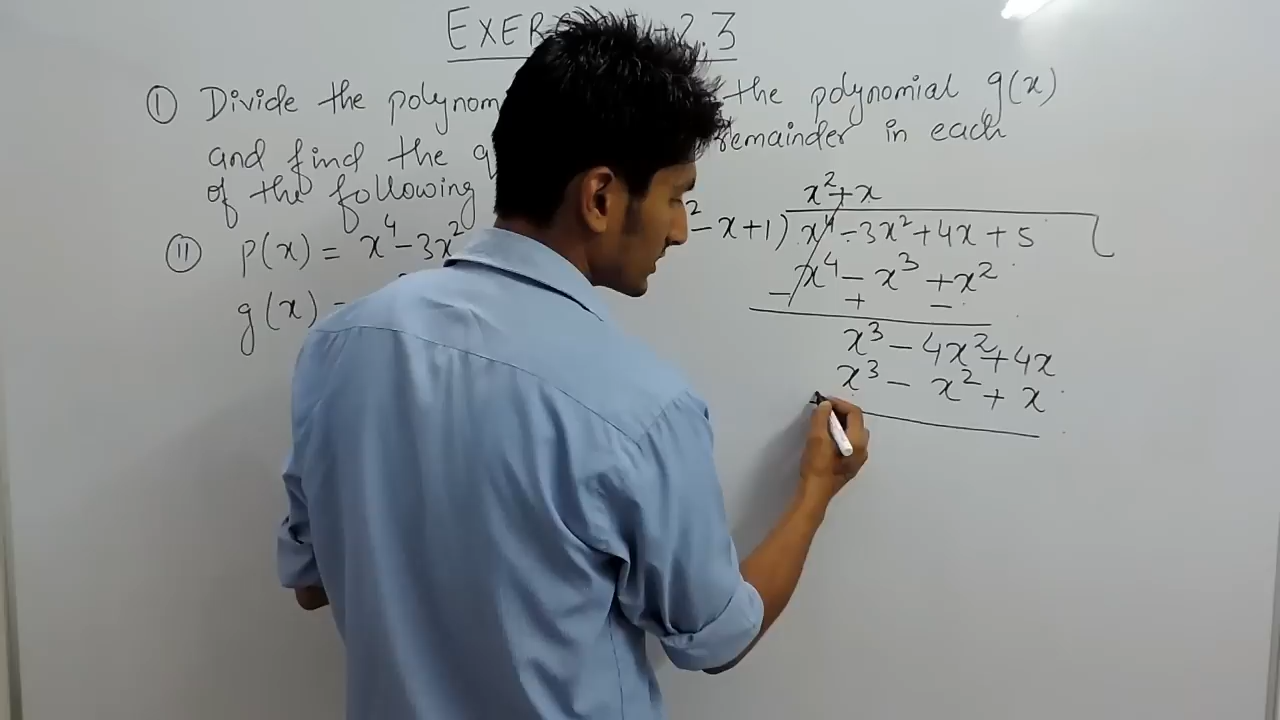 EXER 2.3
① Divide the polynom the polynomial g(x)
and find the q remainder in each
of the following
⑪ p(x) = x⁴-3x²
g(x) =
x²+x
²-x+1) x⁴-3x²+4x+5
x⁴-x³+x²
- + -
x³-4x²+4x
x³-x²+x